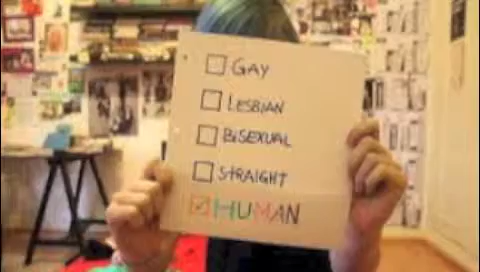 ☐ GAY
☐ LESBIAN
☐ BISEXUAL
☐ STRAIGHT
☑ HUMAN